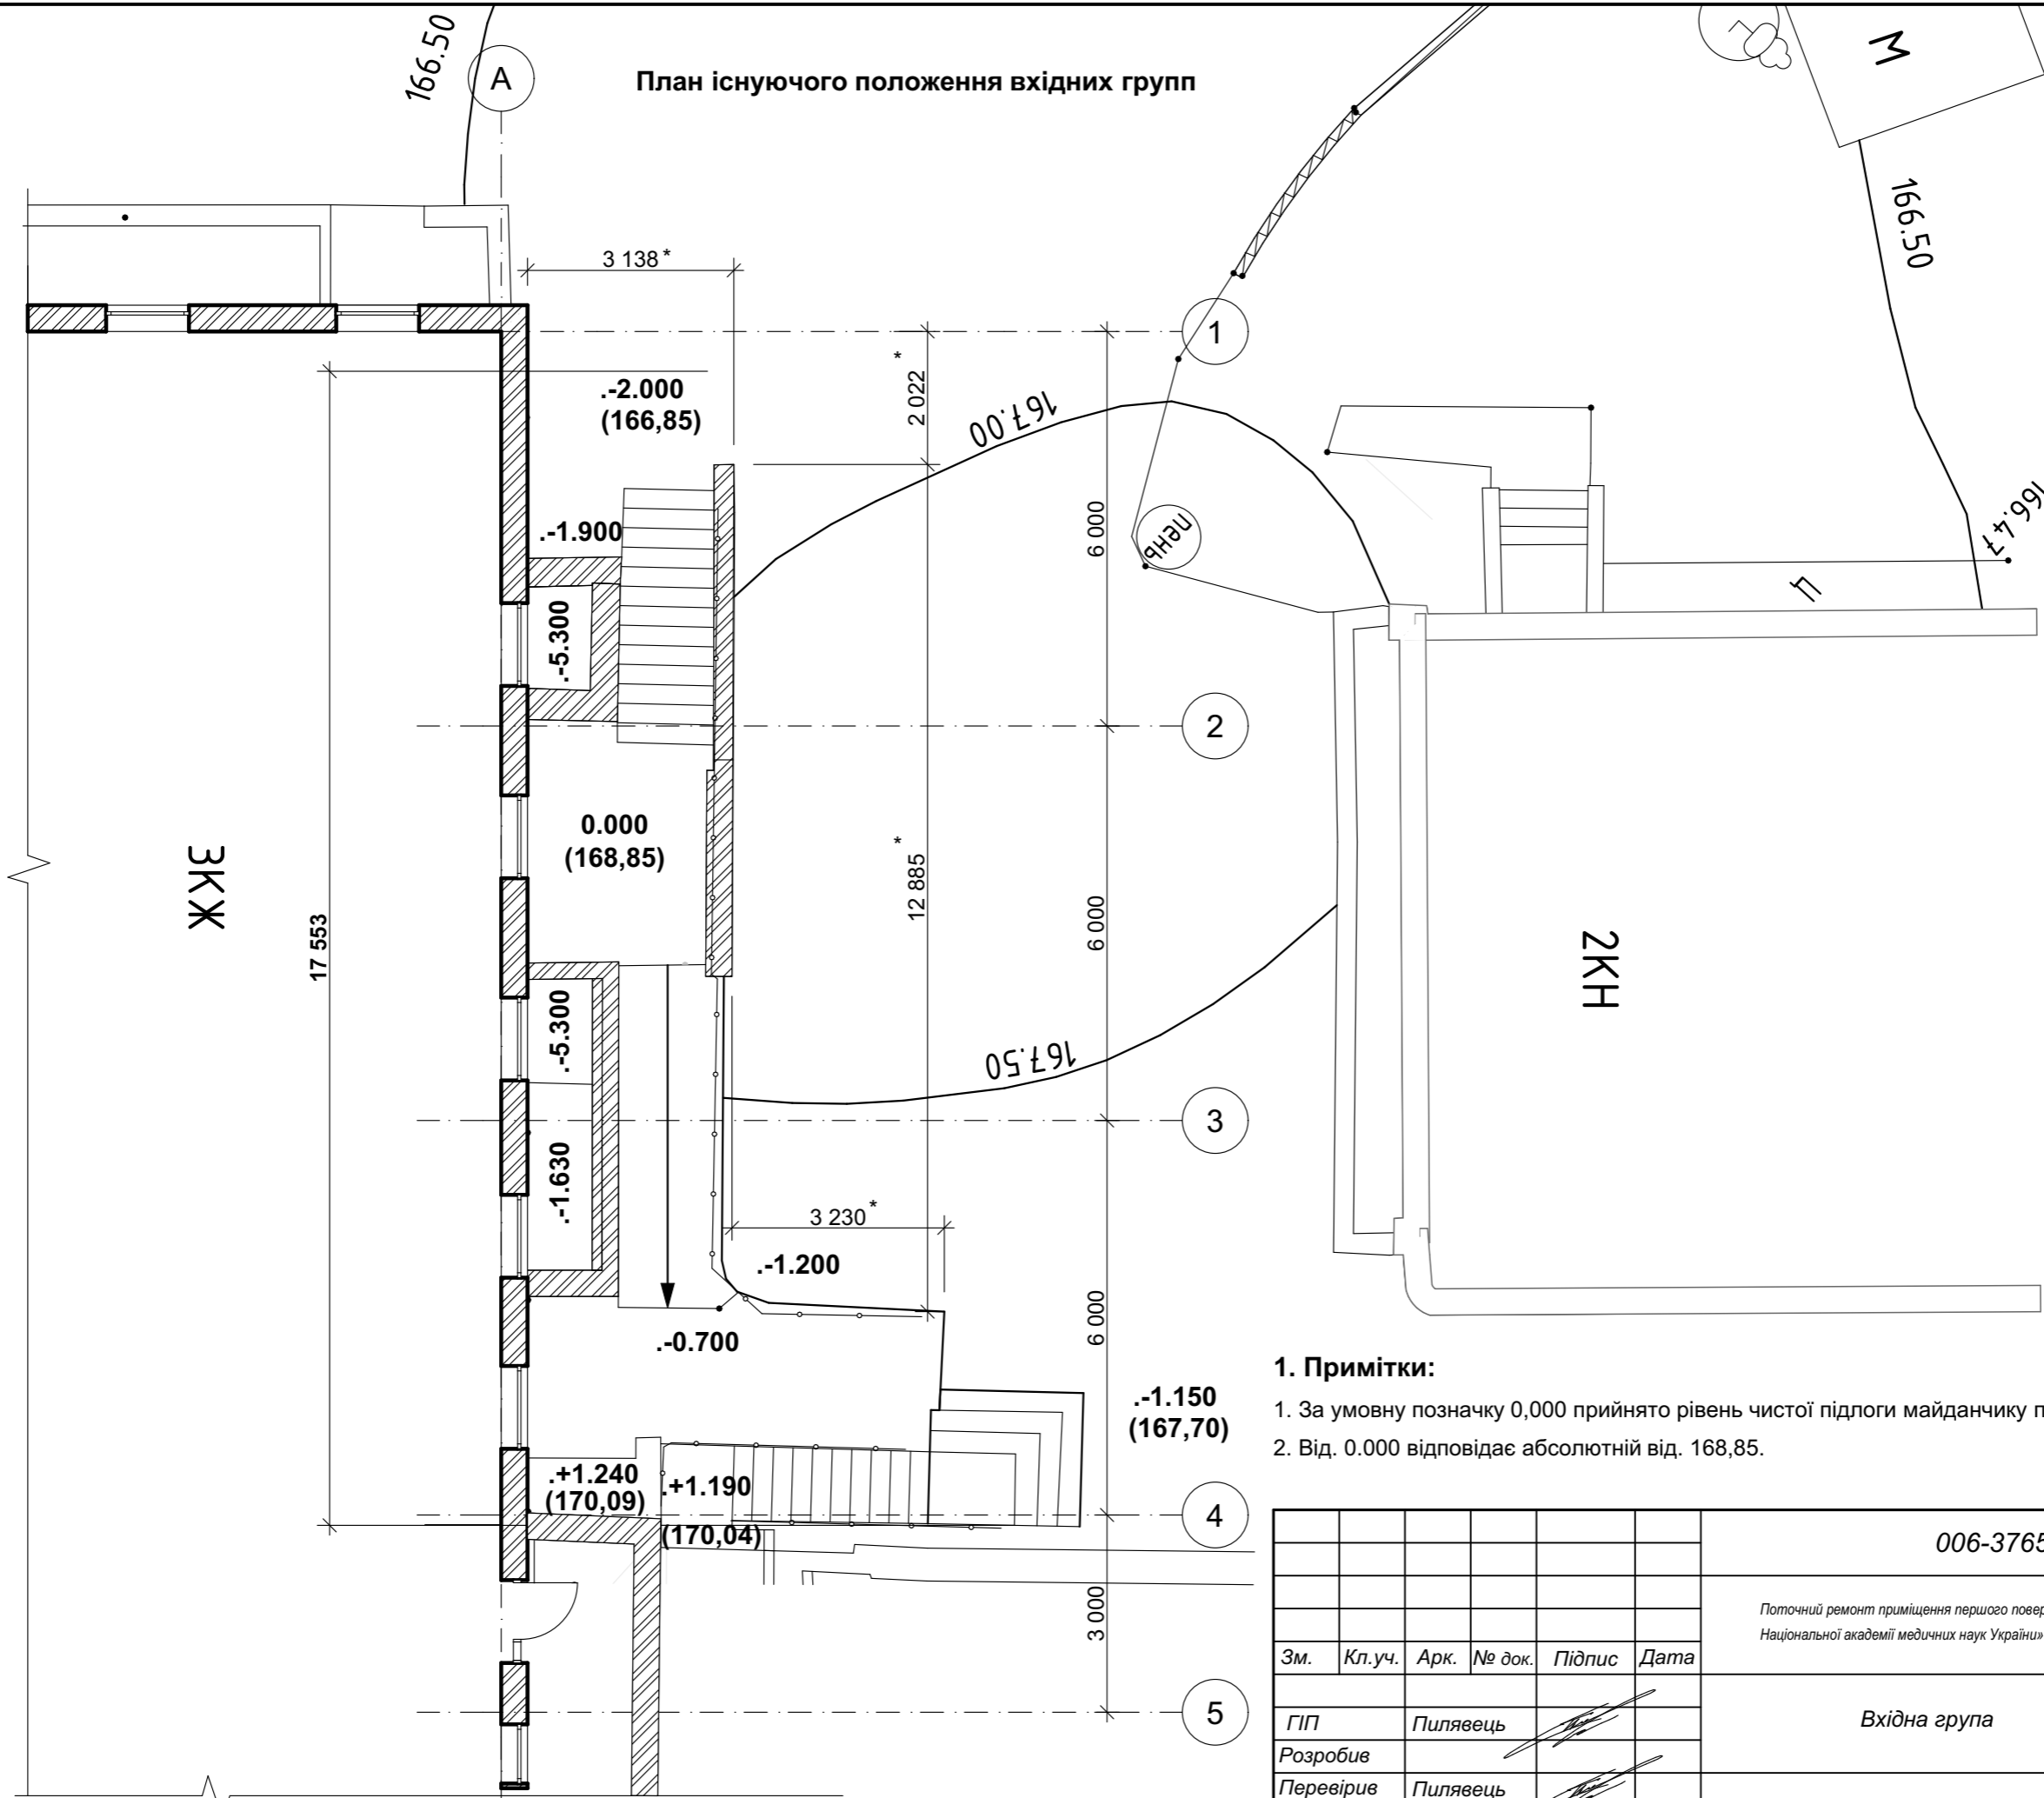 166.50
А
План існуючого положення вхідних групп
М
166.50
3 138*
1
.-2.000
(166,85)
2 022*
167.00
.-1.900
6 000
пень
166.47
Ц
.-5.300
2
0.000
(168,85)
12 885*
3КЖ
17 553
6 000
2КН
.-5.300
167.50
3
.-1.630
3 230*
.-1.200
6 000
.-0.700
1. Примітки:
.-1.150
(167,70)
1. За умовну позначку 0,000 прийнято рівень чистої підлоги майданчику п
2. Від. 0.000 відповідає абсолютній від. 168,85.
.+1.240
(170,09)
.+1.190
(170,04)
4
3 000
5
006-3765
Поточний ремонт приміщення першого повер
Національної академії медичних наук України»
Зм. Кл.уч. Арк. № док. Підпис Дата
ГІП Пилявець
Вхідна група
Розробив
Перевірив Пилявець